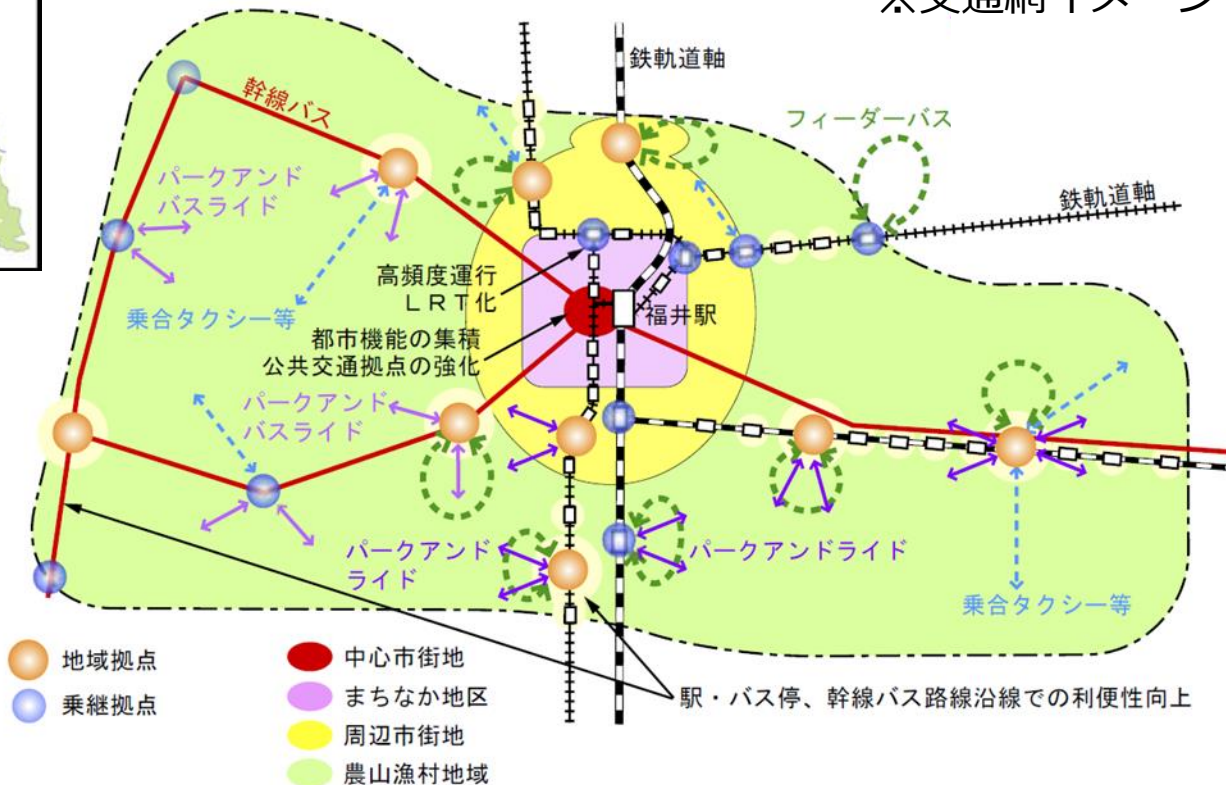 ※交通網イメージ
鉄軌道軸
幹線バス
フィーダーバス
パークアンド
バスライド
鉄軌道軸
高頻度運行
LRT化
福井駅
乗合タクシー等
都市機能の集積
公共交通拠点の強化
パークアンド
バスライド
パークアンド
ライド
パークアンドライド
乗合タクシー等
地域拠点
乗継拠点
中心市街地
まちなか地区
周辺市街地
農山漁村地域
駅・バス停、幹線バス路線沿線での利便性向上